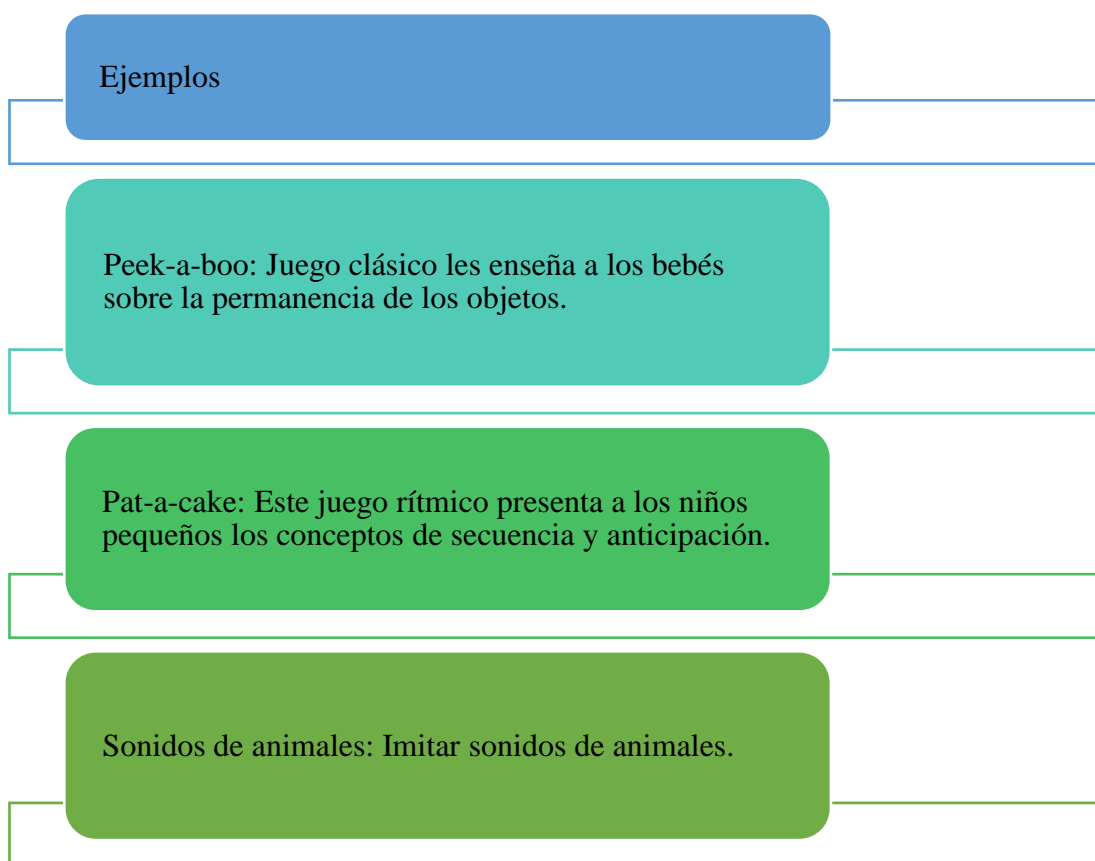 Ejemplos
Peek-a-boo: Juego clásico les enseña a los bebés
sobre la permanencia de los objetos.
Pat-a-cake: Este juego rítmico presenta a los niños
pequeños los conceptos de secuencia y anticipación.
Sonidos de animales: Imitar sonidos de animales.